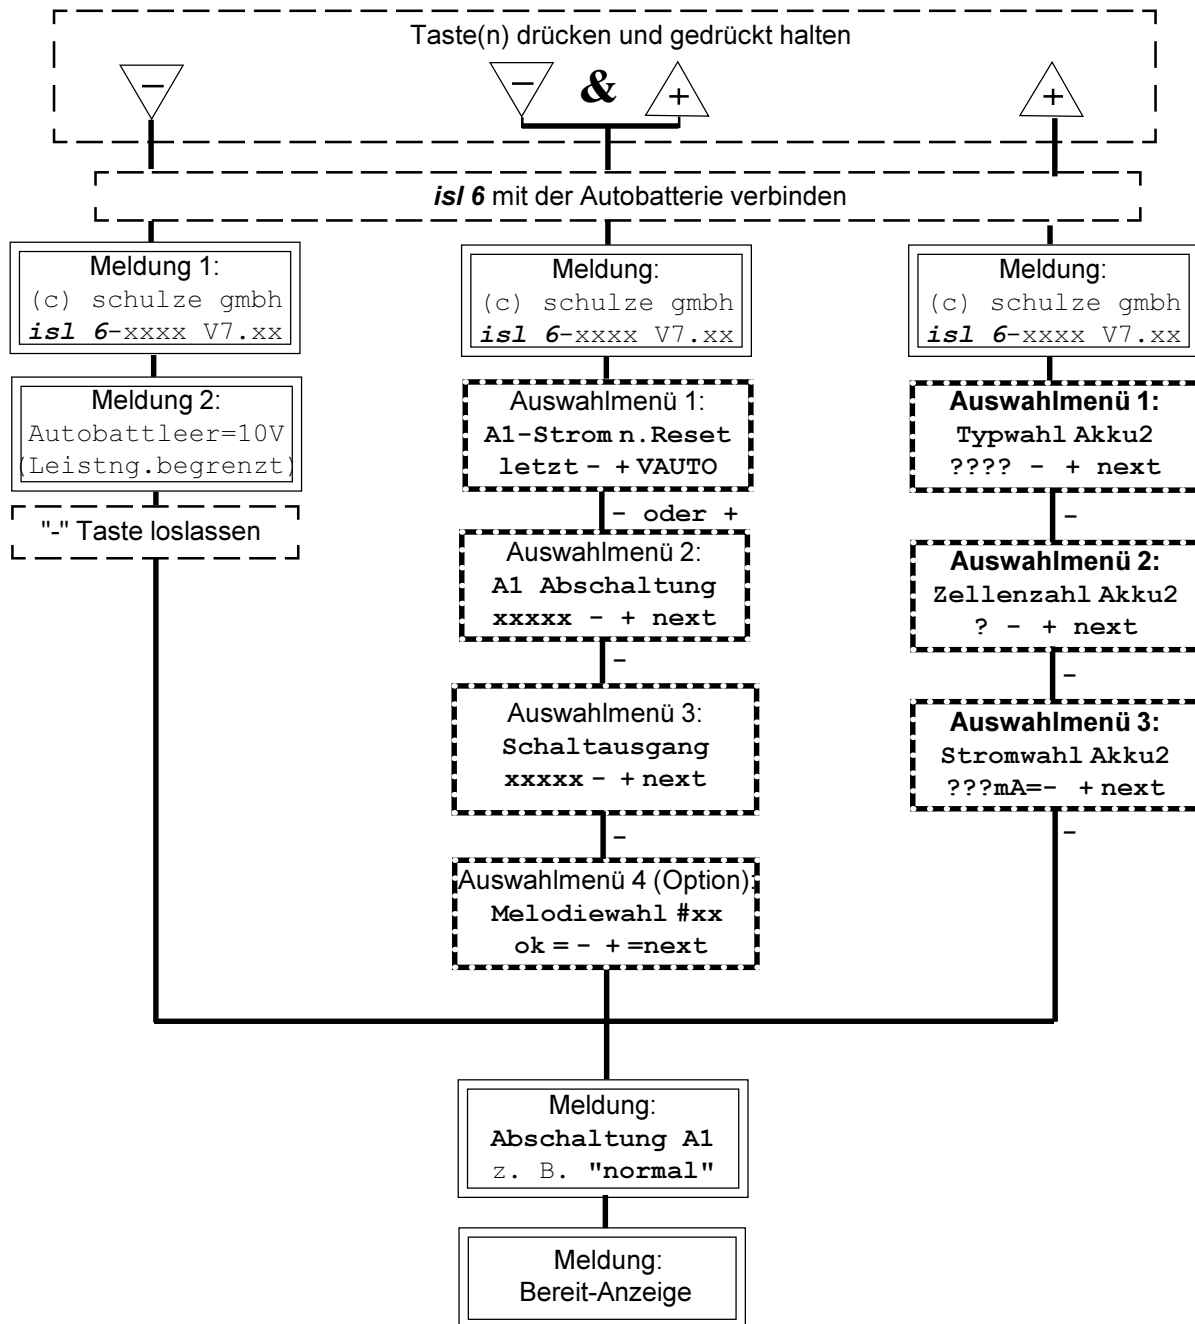 Taste(n) drücken und gedrückt halten
− − & + +
isl 6 mit der Autobatterie verbinden
Meldung 1:
(c) schulze gmbh
isl 6-xxxx V7.xx
Meldung 2:
Autobattleer=10V
(Leistng.begrenzt)
"-" Taste loslassen
Meldung:
(c) schulze gmbh
isl 6-xxxx V7.xx
Auswahlmenü 1:
A1-Strom n.Reset
letzt - + VAUTO
- oder +
Auswahlmenü 2:
A1 Abschaltung
xxxxx - + next
-
Auswahlmenü 3:
Schaltausgang
xxxxx - + next
-
Auswahlmenü 4 (Option):
Melodiewahl #xx
ok = - + =next
Meldung:
(c) schulze gmbh
isl 6-xxxx V7.xx
Auswahlmenü 1:
Typwahl Akku2
???? - + next
-
Auswahlmenü 2:
Zellenzahl Akku2
? - + next
-
Auswahlmenü 3:
Stromwahl Akku2
???mA=- + next
-
Meldung:
Abschaltung A1
z. B. "normal"
Meldung:
Bereit-Anzeige